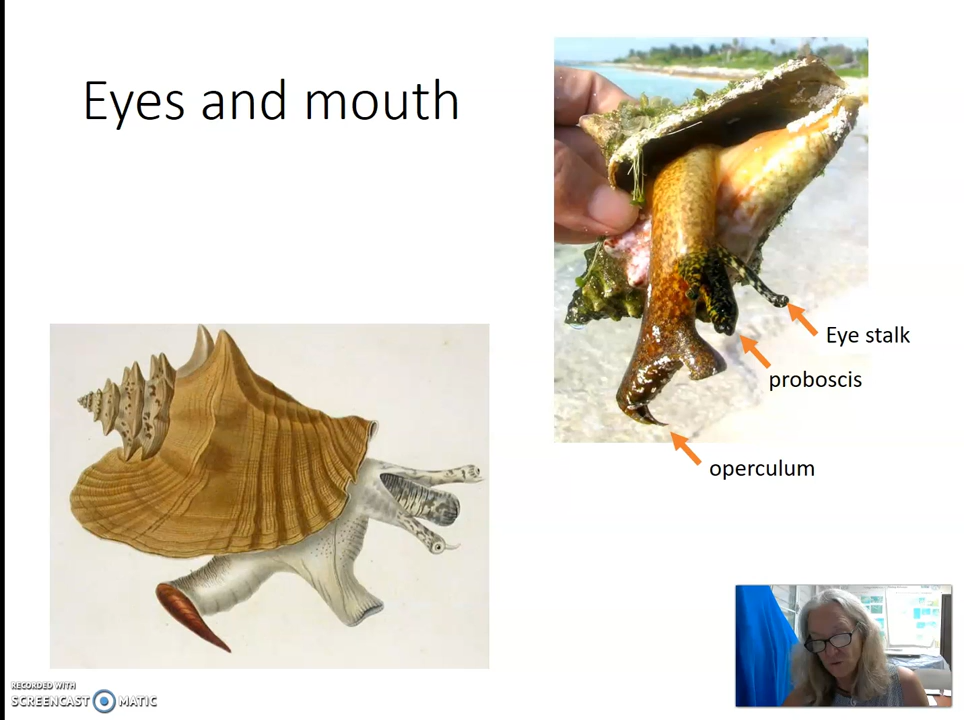 Eyes and mouth
Eye stalk
proboscis
operculum
RECORDED WITH
SCREENCAST MATIC